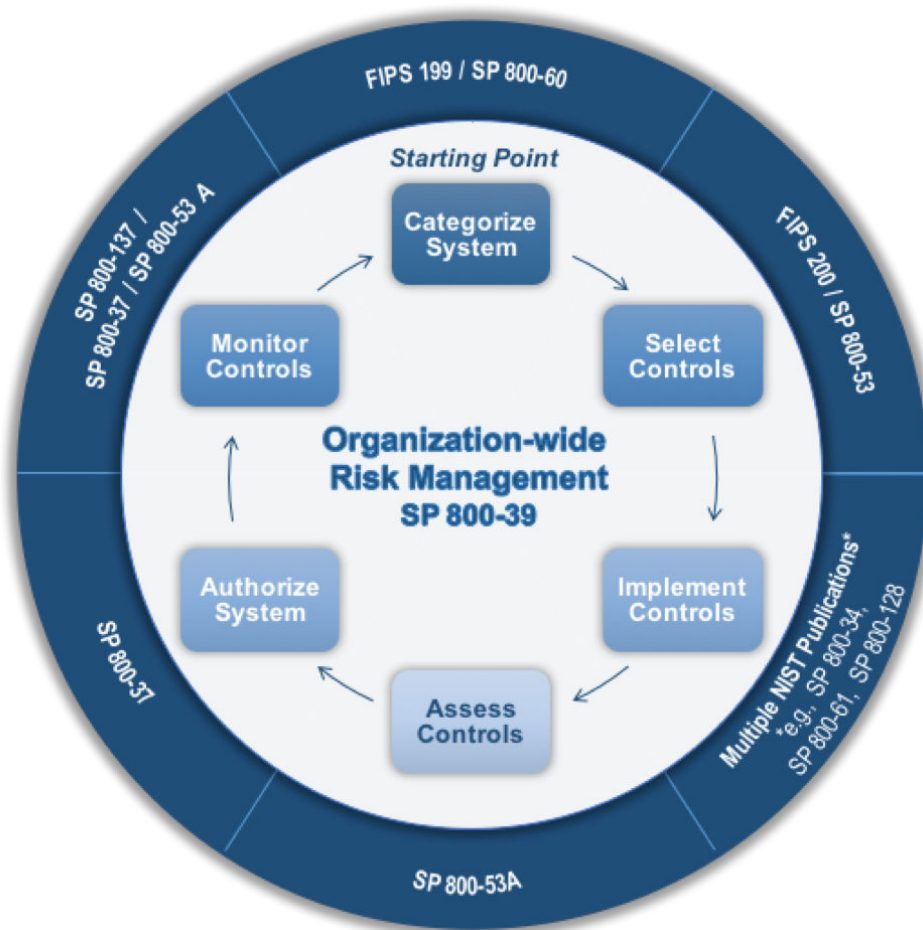 FIPS 199 / SP 800-60
Starting Point
Categorize
System
FIPS 200 / SP 800-53
Select
Controls
Multiple NIST Publications*
*e.g., SP 800-34,
SP 800-61, SP 800-128
Implement
Controls
SP 800-53A
Assess
Controls
SP 800-37
Authorize
System
SP 800-137 /
SP 800-37 / SP 800-53 A
Monitor
Controls
Organization-wide
Risk Management
SP 800-39